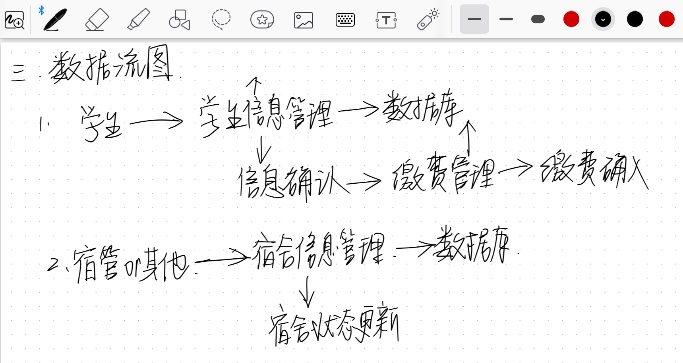 三.数据流图.
1. 学生 → 学生信息管理 → 数据库
信息确认 → 缴费管理 → 缴费确认
2.宿管or其他. → 宿舍信息管理. → 数据库.
宿舍状态更新